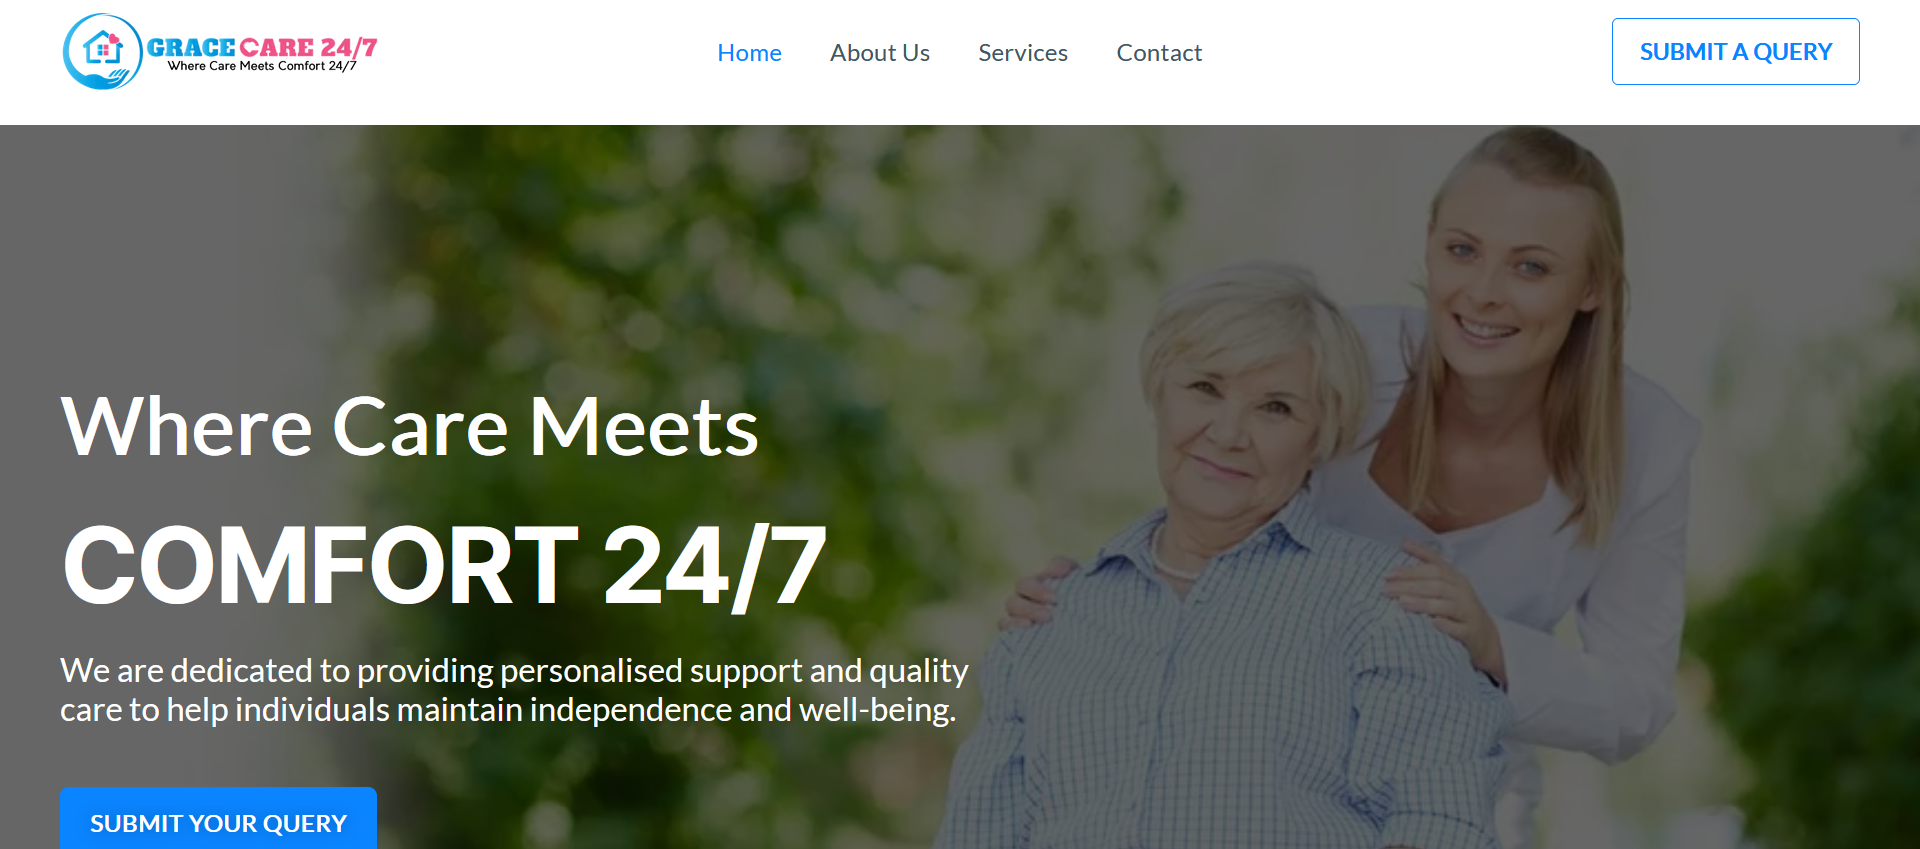 GRACE CARE 24/7
Where Care Meets Comfort 24/7
Home
About Us
Services
Contact
SUBMIT A QUERY
Where Care Meets
COMFORT 24/7
We are dedicated to providing personalised support and quality
care to help individuals maintain independence and well-being.
SUBMIT YOUR QUERY